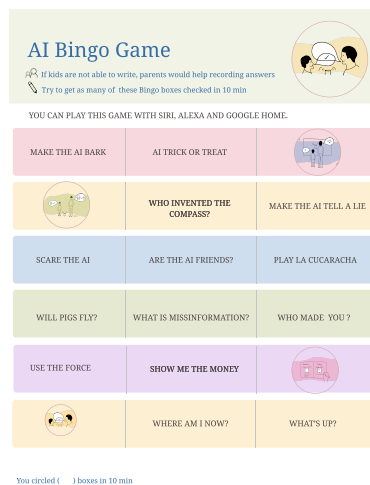 AI Bingo Game
If kids are not able to write, parents would help recording answers
Try to get as many of these Bingo boxes checked in 10 min
YOU CAN PLAY THIS GAME WITH SIRI, ALEXA AND GOOGLE HOME.
MAKE THE AI BARK
AI TRICK OR TREAT
WHO INVENTED THE
COMPASS?
MAKE THE AI TELL A LIE
SCARE THE AI
ARE THE AI FRIENDS?
PLAY LA CUCARACHA
WILL PIGS FLY?
WHAT IS MISSINFORMATION?
WHO MADE YOU ?
USE THE FORCE
SHOW ME THE MONEY
WHERE AM I NOW?
WHAT'S UP?
You circled ( ) boxes in 10 min